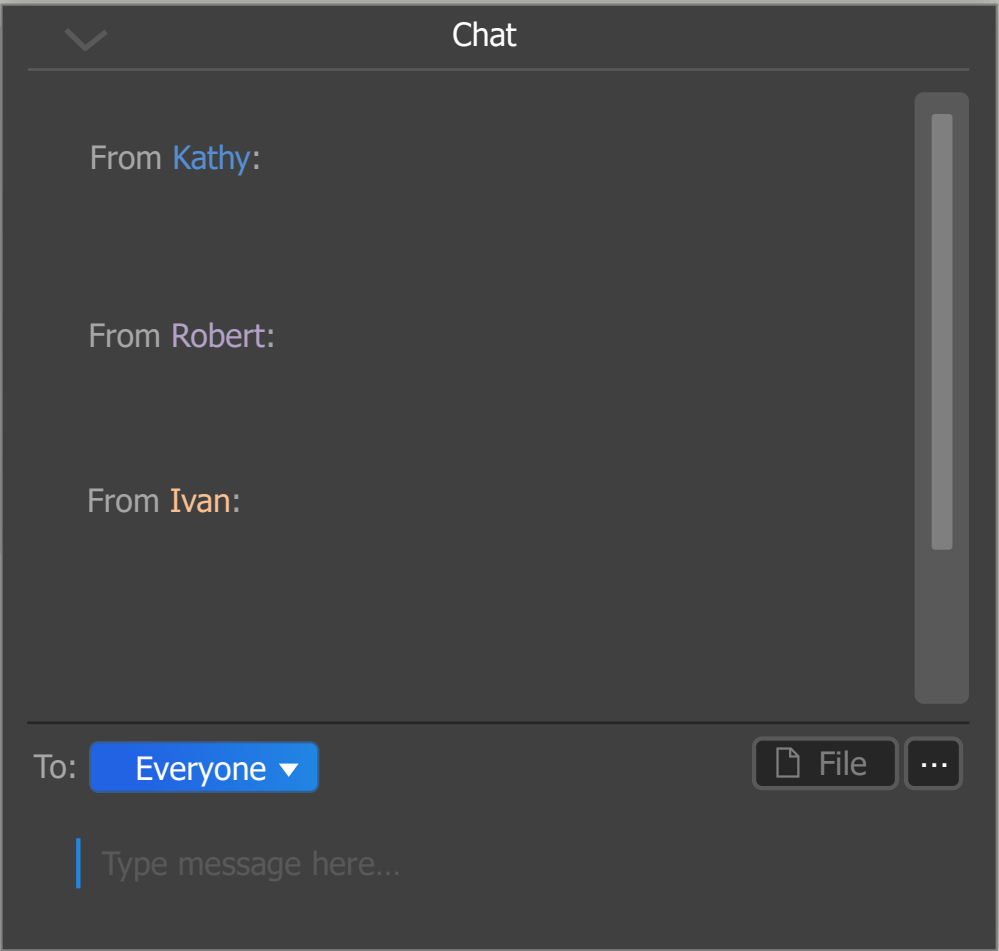 Chat
From Kathy:
From Robert:
From Ivan:
To: Everyone File ...
Type message here...